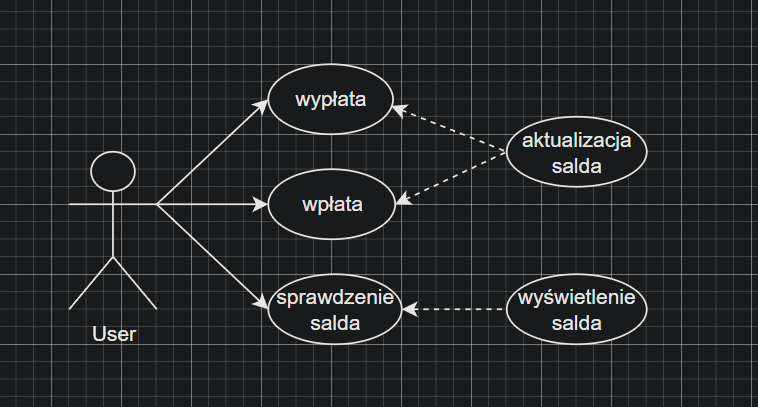 wypłata
aktualizacja
salda
wpłata
sprawdzenie
salda
wyświetlenie
salda
User